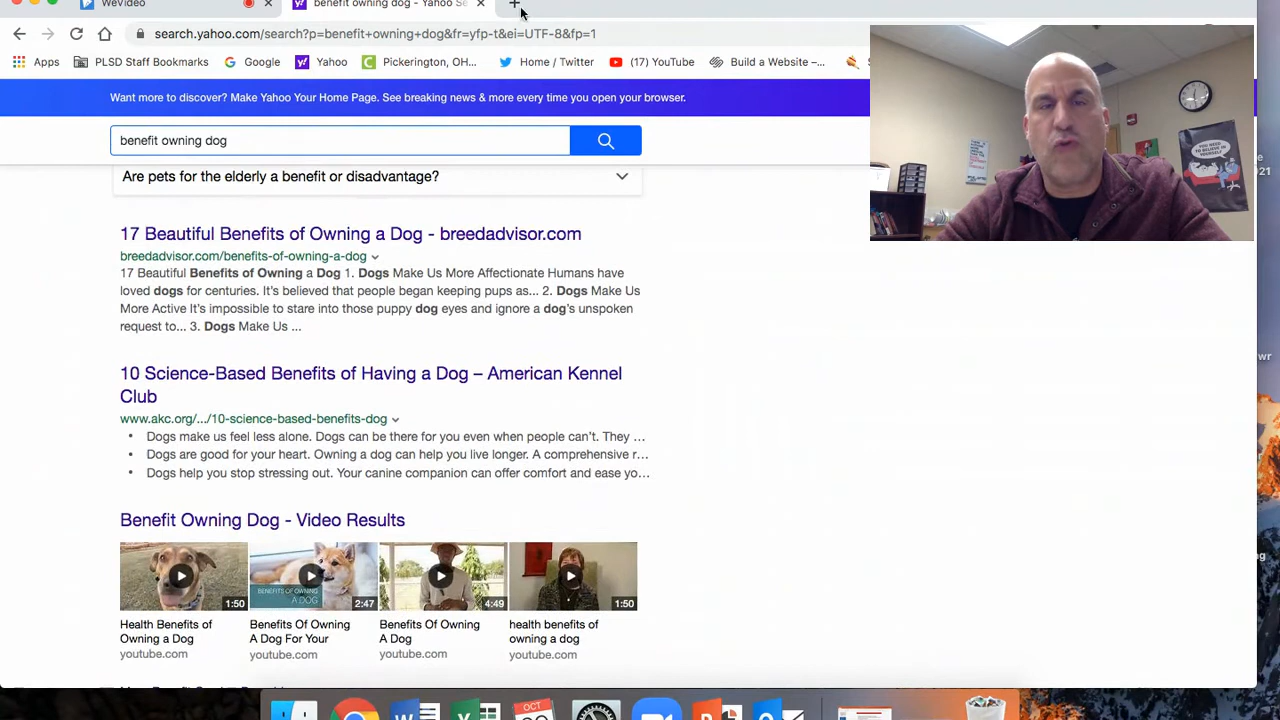 WeVideo
benefit owning dog - Yahoo Se
search.yahoo.com/search?p=benefit+owning+dog&fr=yfp-t&ei=UTF-8&fp=1
Apps PLSD Staff Bookmarks Google Yahoo Pickerington, OH... Home / Twitter (17) YouTube Build a Website –...
Want more to discover? Make Yahoo Your Home Page. See breaking news & more every time you open your browser.
benefit owning dog
Are pets for the elderly a benefit or disadvantage?
17 Beautiful Benefits of Owning a Dog - breedadvisor.com
breedadvisor.com/benefits-of-owning-a-dog
17 Beautiful Benefits of Owning a Dog 1. Dogs Make Us More Affectionate Humans have
loved dogs for centuries. It's believed that people began keeping pups as... 2. Dogs Make Us
More Active It's impossible to stare into those puppy dog eyes and ignore a dog's unspoken
request to... 3. Dogs Make Us ...
10 Science-Based Benefits of Having a Dog – American Kennel
Club
www.akc.org/.../10-science-based-benefits-dog
• Dogs make us feel less alone. Dogs can be there for you even when people can't. They ...
• Dogs are good for your heart. Owning a dog can help you live longer. A comprehensive r...
• Dogs help you stop stressing out. Your canine companion can offer comfort and ease yo...
Benefit Owning Dog - Video Results
BENEFITS OF OWNING
A DOG
1:50 2:47 4:49 1:50
Health Benefits of
Owning a Dog
youtube.com
Benefits Of Owning
A Dog For Your
youtube.com
Benefits Of Owning
A Dog
youtube.com
health benefits of
owning a dog
youtube.com
YOU NEED
TO BELIEVE IN
YOURSELF
OCT